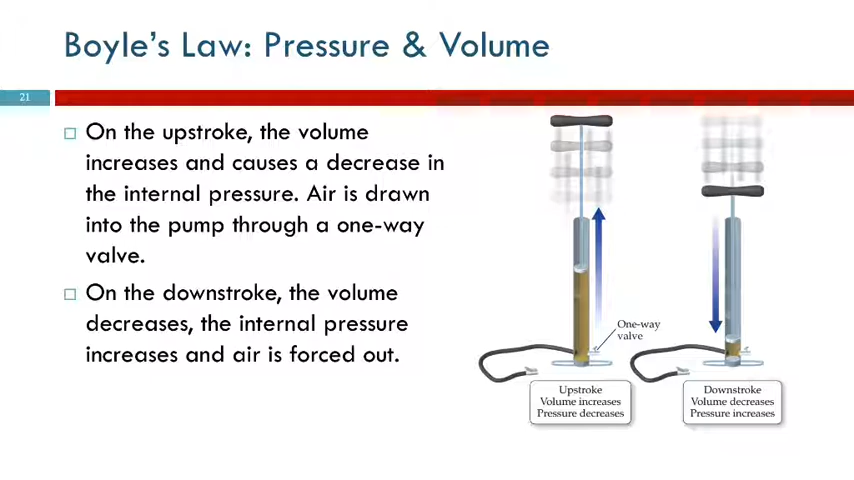 Boyle's Law: Pressure & Volume
21
□ On the upstroke, the volume
increases and causes a decrease in
the internal pressure. Air is drawn
into the pump through a one-way
valve.
□ On the downstroke, the volume
decreases, the internal pressure
increases and air is forced out.
One-way
valve
Upstroke
Volume increases
Pressure decreases
Downstroke
Volume decreases
Pressure increases